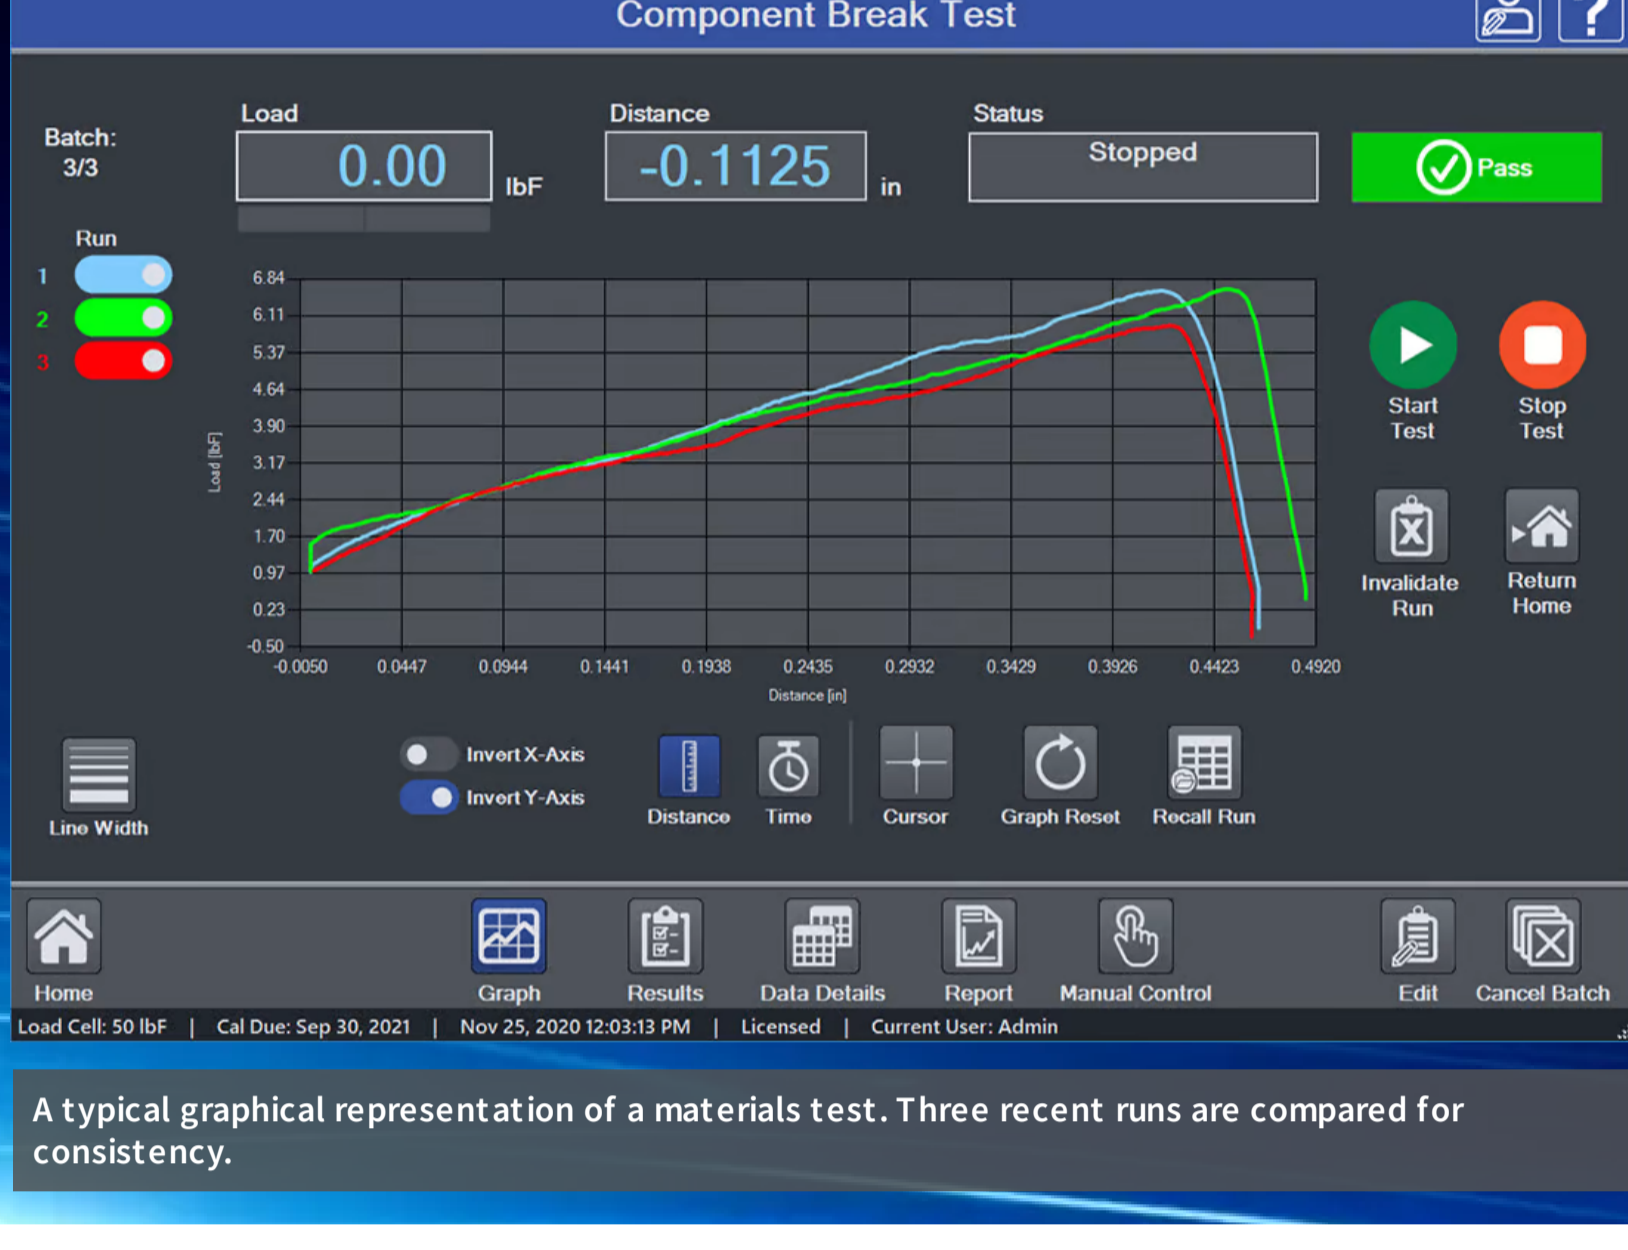 Component Break Test
Batch:
3/3
Load
0.00
lbF
Distance
-0.1125
in
Status
Stopped
Pass
Run
1
2
3
6.84
6.11
5.37
4.64
3.90
3.17
2.44
1.70
0.97
0.23
-0.50
Load [lbF]
-0.0050 0.0447 0.0944 0.1441 0.1938 0.2435 0.2932 0.3429 0.3926 0.4423 0.4920
Distance [in]
Start
Test
Stop
Test
Invalidate
Run
Return
Home
Line Width
Invert X-Axis
Invert Y-Axis
Distance
Time
Cursor
Graph Reset
Recall Run
Home
Graph
Results
Data Details
Report
Manual Control
Edit
Cancel Batch
Load Cell: 50 lbF | Cal Due: Sep 30, 2021 | Nov 25, 2020 12:03:13 PM | Licensed | Current User: Admin
A typical graphical representation of a materials test. Three recent runs are compared for
consistency.